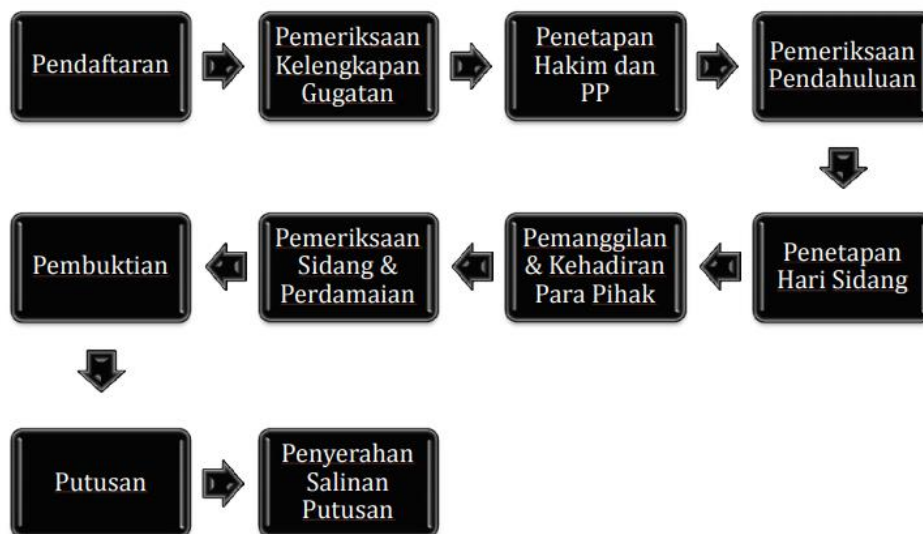 Pendaftaran
Pemeriksaan
Kelengkapan
Gugatan
Penetapan
Hakim dan
PP
Pemeriksaan
Pendahuluan
Penetapan
Hari Sidang
Pemanggilan
& Kehadiran
Para Pihak
Pemeriksaan
Sidang &
Perdamaian
Pembuktian
Putusan
Penyerahan
Salinan
Putusan